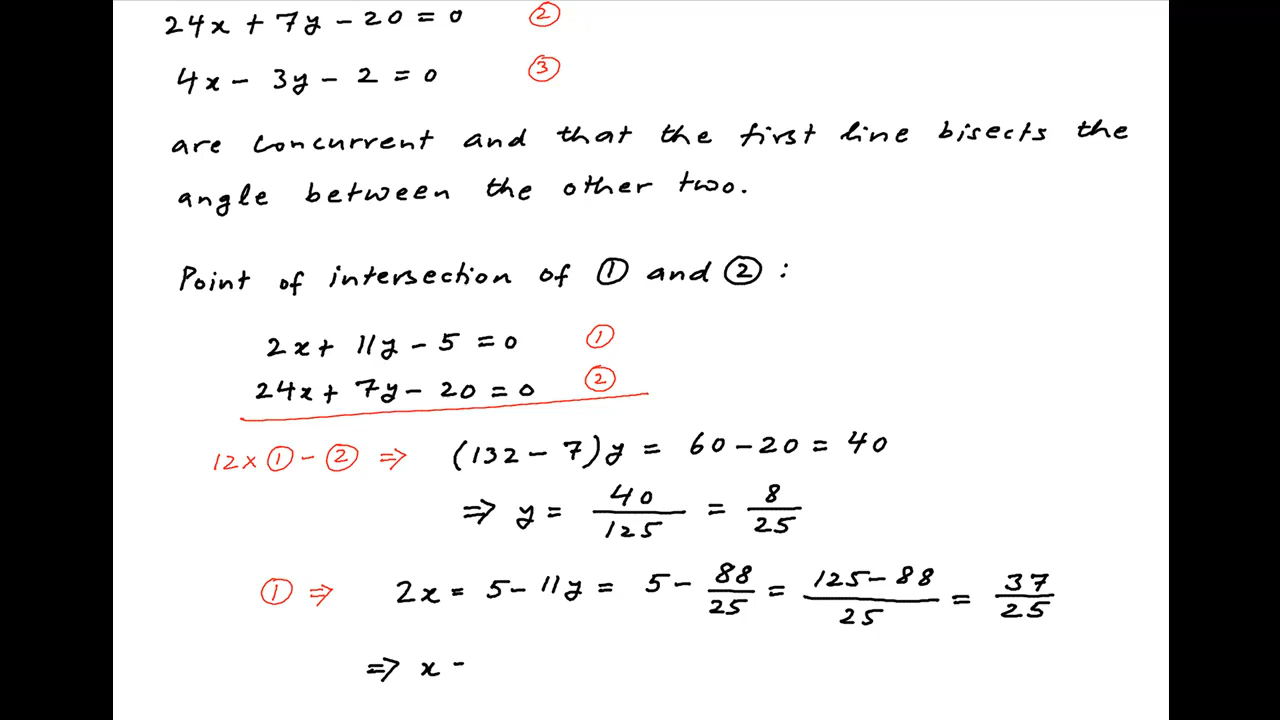 24x + 7y - 20 = 0 ②
4x - 3y - 2 = 0 ③
are concurrent and that the first line bisects the
angle between the other two.
Point of intersection of ① and ② :
2x + 11y - 5 = 0 ①
24x + 7y - 20 = 0 ②
12 × ① - ② ⇒ (132 - 7)y = 60 - 20 = 40
⇒ y = 40/125 = 8/25
① ⇒ 2x = 5 - 11y = 5 - 88/25 = (125 - 88)/25 = 37/25
⇒ x -